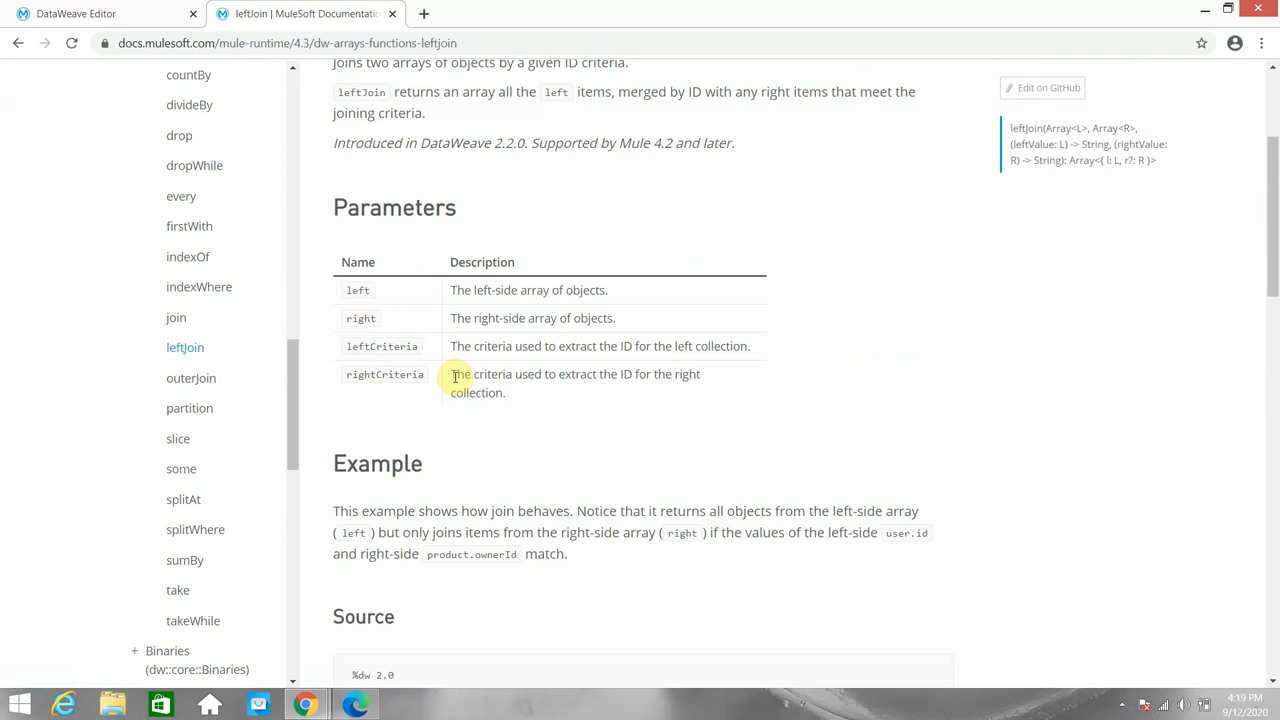 DataWeave Editor
leftJoin | MuleSoft Documentatio
docs.mulesoft.com/mule-runtime/4.3/dw-arrays-functions-leftjoin
countBy
divideBy
drop
dropWhile
every
firstWith
indexOf
indexWhere
join
leftJoin
outerJoin
partition
slice
some
splitAt
splitWhere
sumBy
take
takeWhile
Binaries
(dw::core::Binaries)
joins two arrays of objects by a given ID criteria.
leftJoin returns an array all the left items, merged by ID with any right items that meet the
joining criteria.
Introduced in DataWeave 2.2.0. Supported by Mule 4.2 and later.
Parameters
Name Description
left The left-side array of objects.
right The right-side array of objects.
leftCriteria The criteria used to extract the ID for the left collection.
rightCriteria The criteria used to extract the ID for the right
collection.
Example
This example shows how join behaves. Notice that it returns all objects from the left-side array
( left ) but only joins items from the right-side array ( right ) if the values of the left-side user.id
and right-side product.ownerId match.
Source
%dw 2.0
Edit on GitHub
leftJoin(Array<L>, Array<R>,
(leftValue: L) -> String, (rightValue:
R) -> String): Array<{ l: L, r?: R }>
4:19 PM
9/12/2020